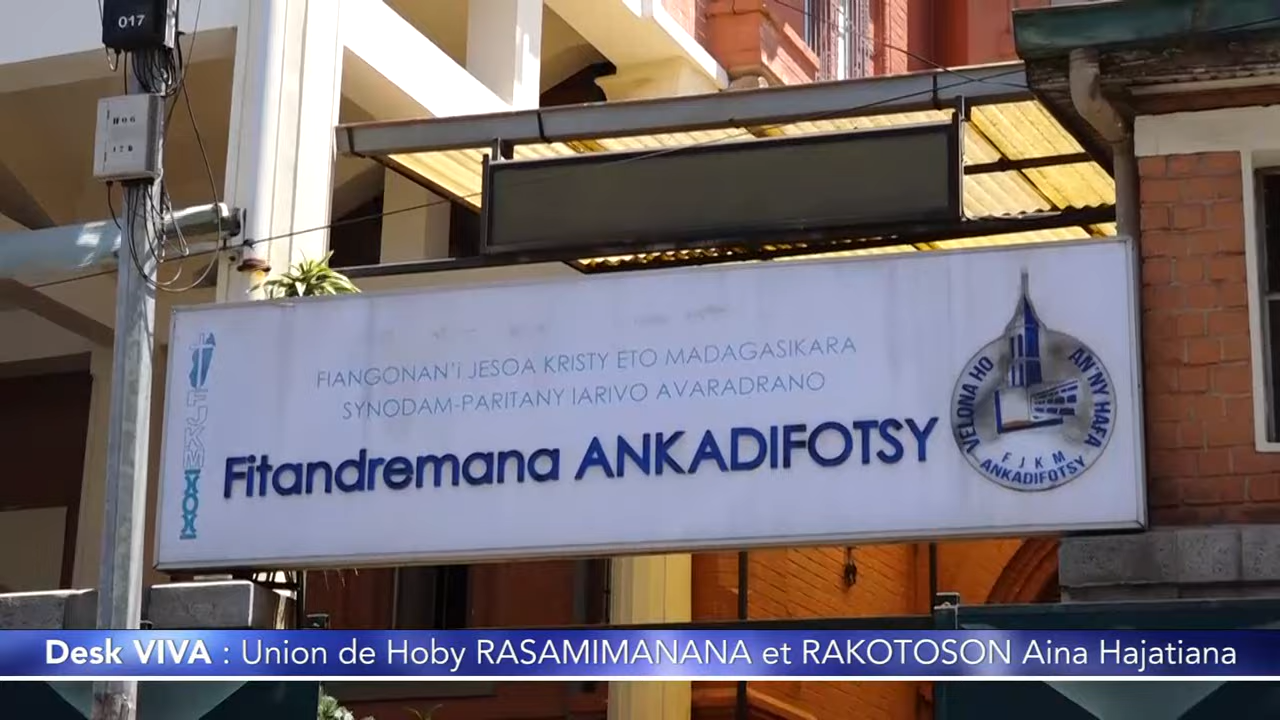 017
FJKM
FIANGONAN'i JESOA KRISTY ETO MADAGASIKARA
SYNODAM-PARITANY IARIVO AVARADRANO
Fitandremana ANKADIFOTSY
VELONA HO AN'NY HAFA
FJKM
ANKADIFOTSY
Desk VIVA : Union de Hoby RASAMIMANANA et RAKOTOSON Aina Hajatiana